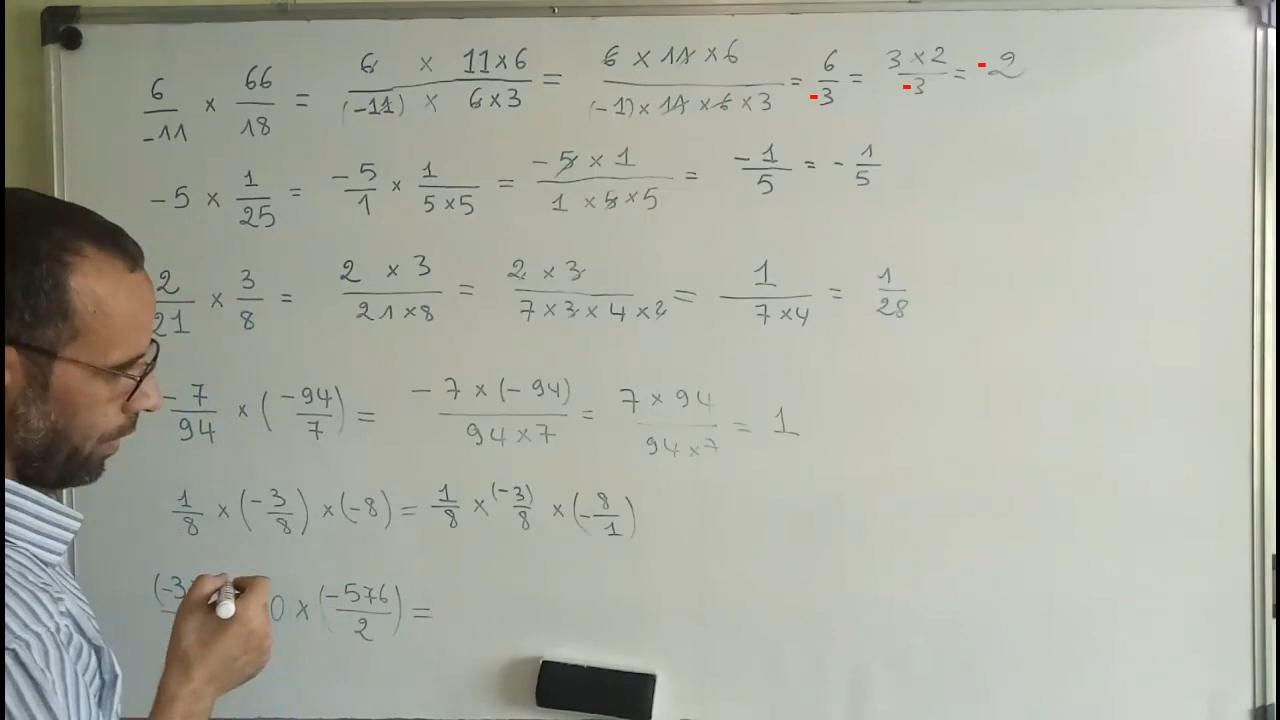 6/-11 × 66/18 = 6 × 11×6/(-11) × 6×3 = 6 × 11 × 6/(-1) × 11 × 6 × 3 = 6/-3 = 3 × 2/-3 = -2
-5 × 1/25 = -5/1 × 1/5×5 = -5 × 1/1 × 5 × 5 = -1/5 = -1/5
2/21 × 3/8 = 2 × 3/21×8 = 2 × 3/7 × 3 × 4 × 2 = 1/7×4 = 1/28
-7/94 × (-94/7) = -7 × (-94)/94 × 7 = 7 × 94/94 × 7 = 1
1/8 × (-3/8) × (-8) = 1/8 × (-3)/8 × (-8/1)
(-3 0 × (-576/2) =